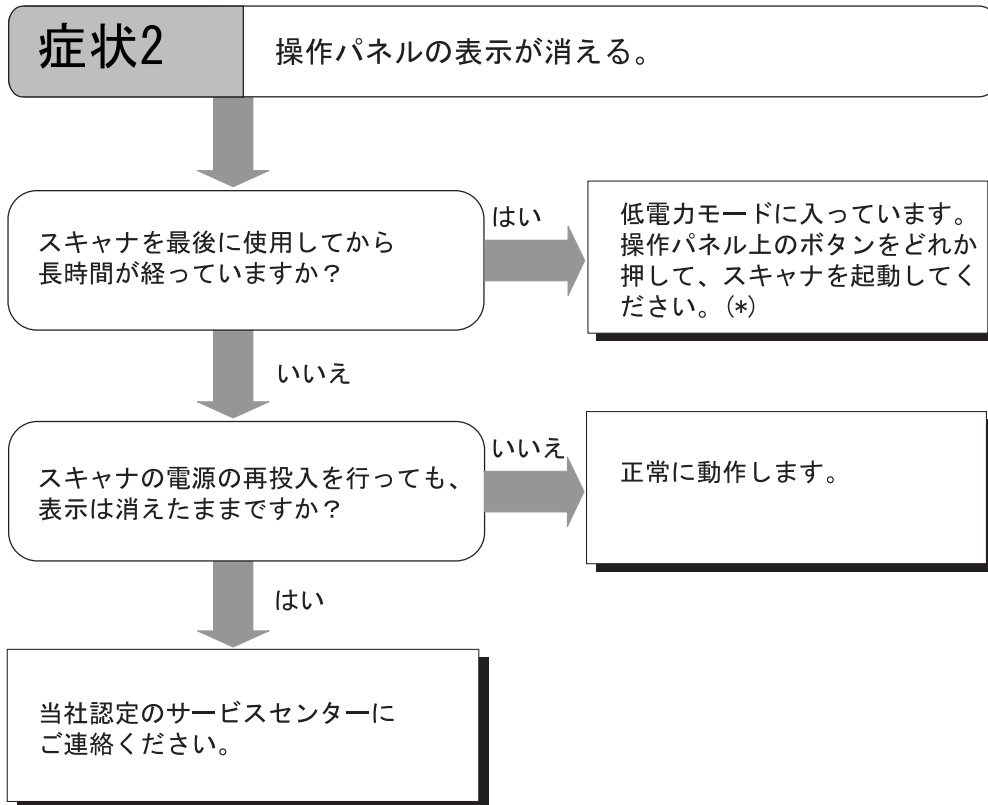 症状2
操作パネルの表示が消える。
スキャナを最後に使用してから
長時間が経っていますか？
はい
低電力モードに入っています。
操作パネル上のボタンをどれか
押して、スキャナを起動してく
ださい。(*)
いいえ
スキャナの電源の再投入を行っても、
表示は消えたままですか？
いいえ
正常に動作します。
はい
当社認定のサービスセンターに
ご連絡ください。